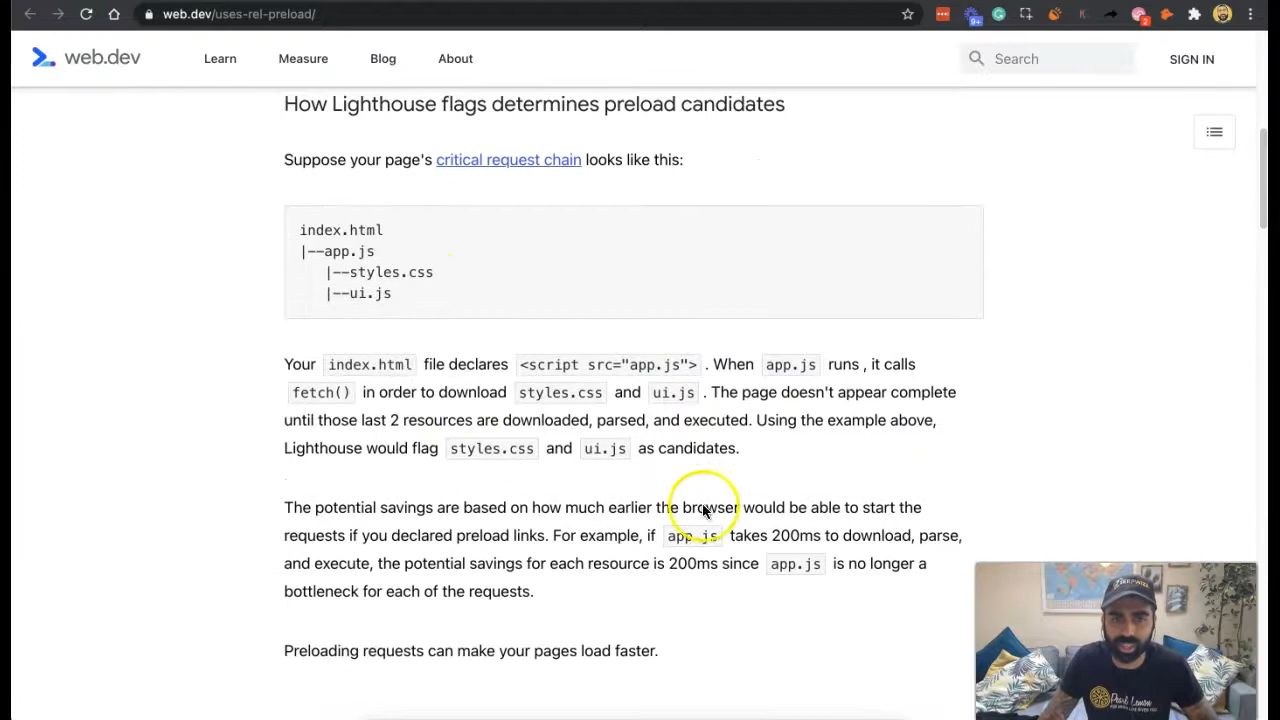 web.dev/uses-rel-preload/
9+
2
web.dev
Learn
Measure
Blog
About
Search
SIGN IN
How Lighthouse flags determines preload candidates
Suppose your page's critical request chain looks like this:
index.html
|--app.js
|--styles.css
|--ui.js
Your index.html file declares <script src="app.js"> . When app.js runs , it calls
fetch() in order to download styles.css and ui.js . The page doesn't appear complete
until those last 2 resources are downloaded, parsed, and executed. Using the example above,
Lighthouse would flag styles.css and ui.js as candidates.
The potential savings are based on how much earlier the browser would be able to start the
requests if you declared preload links. For example, if app.js takes 200ms to download, parse,
and execute, the potential savings for each resource is 200ms since app.js is no longer a
bottleneck for each of the requests.
Preloading requests can make your pages load faster.
Pearl Lemon